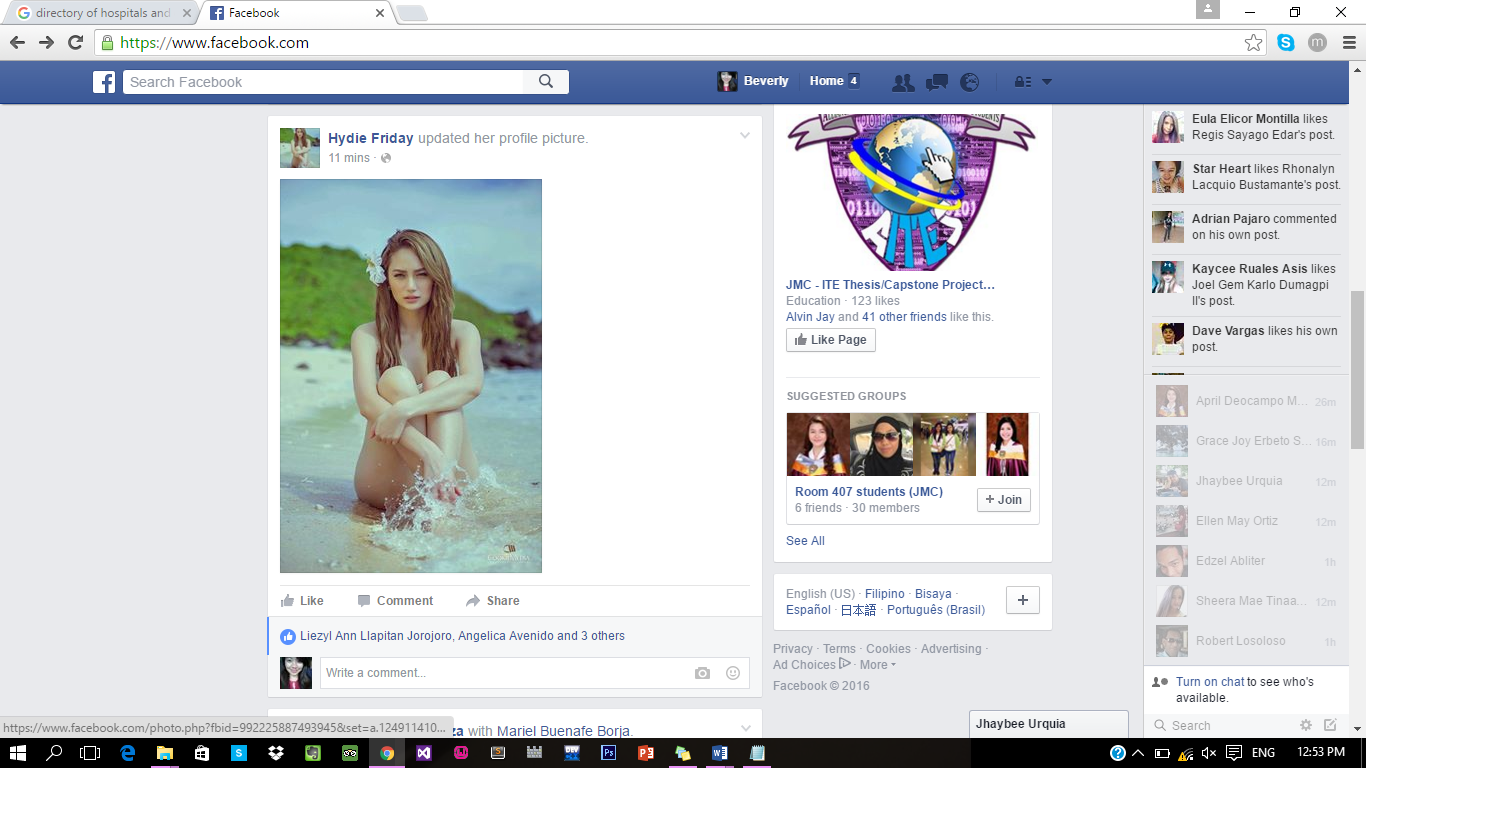 directory of hospitals and
Facebook
https://www.facebook.com
m
Search Facebook
Beverly
Home 4
Hydie Friday updated her profile picture.
11 mins ·
Like
Comment
Share
Liezyl Ann Llapitan Jorojoro, Angelica Avenido and 3 others
Write a comment...
za with Mariel Buenafe Borja.
https://www.facebook.com/photo.php?fbid=992225887493945&set=a.124911410...
AITES
JMC - ITE Thesis/Capstone Project...
Education · 123 likes
Alvin Jay and 41 other friends like this.
Like Page
SUGGESTED GROUPS
Room 407 students (JMC)
6 friends · 30 members
+ Join
See All
English (US) · Filipino · Bisaya ·
Español · 日本語 · Português (Brasil)
+
Privacy · Terms · Cookies · Advertising ·
Ad Choices · More
Facebook © 2016
Jhaybee Urquia
Eula Elicor Montilla likes
Regis Sayago Edar's post.
Star Heart likes Rhonalyn
Lacquio Bustamante's post.
Adrian Pajaro commented
on his own post.
Kaycee Ruales Asis likes
Joel Gem Karlo Dumagpi
II's post.
Dave Vargas likes his own
post.
April Deocampo M... 26m
Grace Joy Erbeto S... 16m
Jhaybee Urquia 12m
Ellen May Ortiz 12m
Edzel Abliter 1h
Sheera Mae Tinaa... 12m
Robert Losoloso 1h
Turn on chat to see who's
available.
Search
ENG
12:53 PM